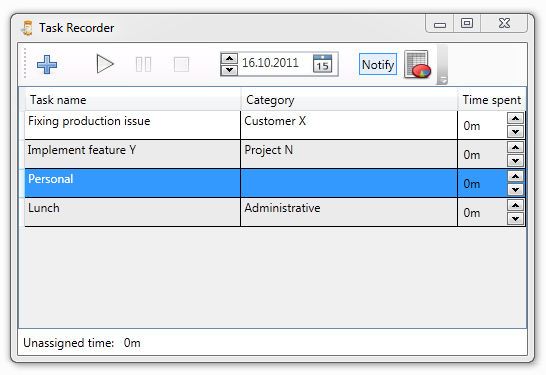 Task Recorder
16.10.2011 15 Notify
Task name Category Time spent
Fixing production issue Customer X 0m
Implement feature Y Project N 0m
Personal 0m
Lunch Administrative 0m
Unassigned time: 0m